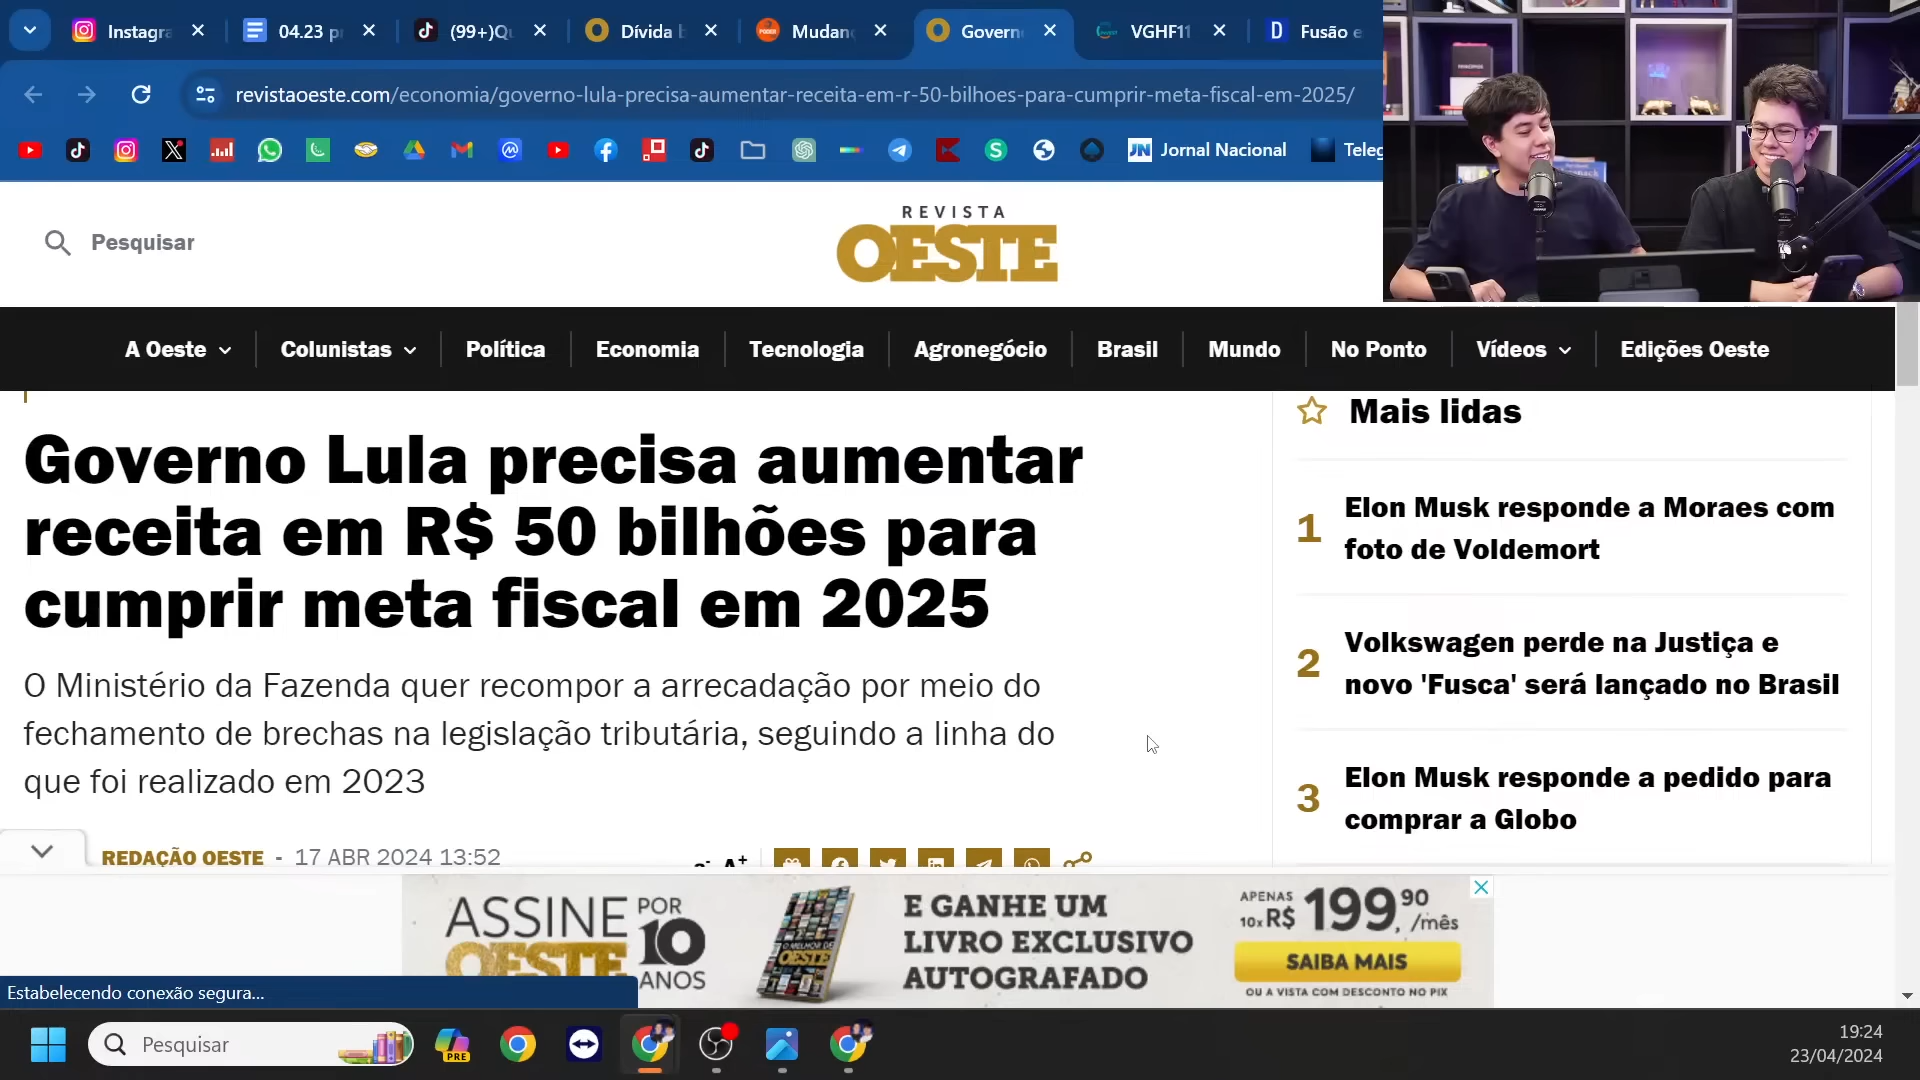 Instagra
04.23 p
(99+)Q
Dívida b
Mudan
Govern
VGHF11
Fusão e
revistaoeste.com/economia/governo-lula-precisa-aumentar-receita-em-r-50-bilhoes-para-cumprir-meta-fiscal-em-2025/
JN Jornal Nacional
Teleg
Pesquisar
REVISTA
OESTE
A Oeste
Colunistas
Política
Economia
Tecnologia
Agronegócio
Brasil
Mundo
No Ponto
Vídeos
Edições Oeste
Governo Lula precisa aumentar
receita em R$ 50 bilhões para
cumprir meta fiscal em 2025
O Ministério da Fazenda quer recompor a arrecadação por meio do
fechamento de brechas na legislação tributária, seguindo a linha do
que foi realizado em 2023
REDAÇÃO OESTE - 17 ABR 2024 13:52
a- A+
Mais lidas
1
Elon Musk responde a Moraes com
foto de Voldemort
2
Volkswagen perde na Justiça e
novo 'Fusca' será lançado no Brasil
3
Elon Musk responde a pedido para
comprar a Globo
ASSINE POR
OESTE 10
ANOS
O MELHOR DE
OESTE
E GANHE UM
LIVRO EXCLUSIVO
AUTOGRAFADO
APENAS
10x R$ 199,90 /mês
SAIBA MAIS
OU A VISTA COM DESCONTO NO PIX
Estabelecendo conexão segura...
Pesquisar
PRE
19:24
23/04/2024